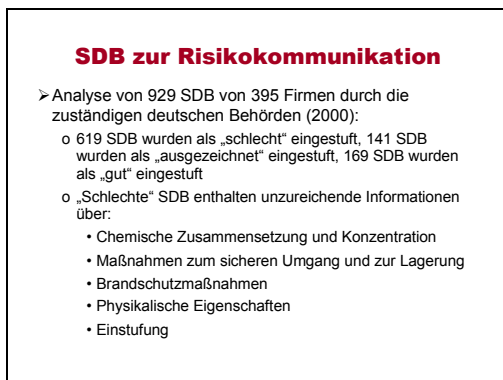 SDB zur Risikokommunikation
➢Analyse von 929 SDB von 395 Firmen durch die
zuständigen deutschen Behörden (2000):
o 619 SDB wurden als „schlecht“ eingestuft, 141 SDB
wurden als „ausgezeichnet“ eingestuft, 169 SDB wurden
als „gut“ eingestuft
o „Schlechte“ SDB enthalten unzureichende Informationen
über:
• Chemische Zusammensetzung und Konzentration
• Maßnahmen zum sicheren Umgang und zur Lagerung
• Brandschutzmaßnahmen
• Physikalische Eigenschaften
• Einstufung